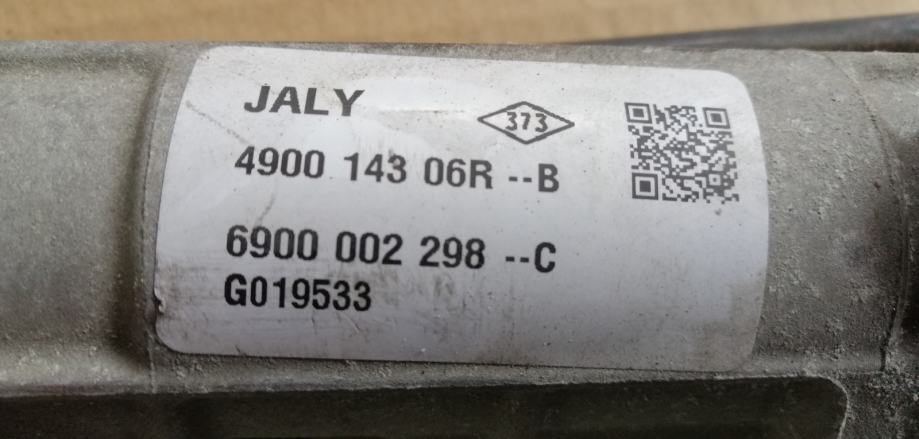 JALY
373
4900 143 06R --B
6900 002 298 --C
G019533